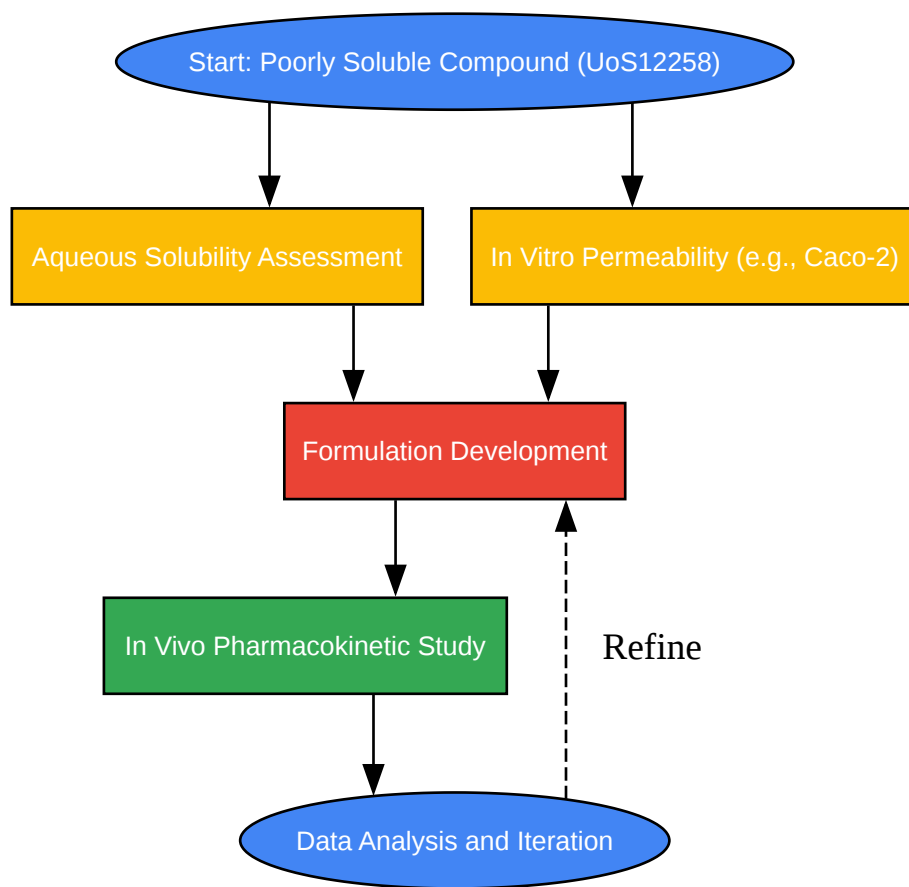 Start: Poorly Soluble Compound (UoS12258)
Aqueous Solubility Assessment
In Vitro Permeability (e.g., Caco-2)
Formulation Development
In Vivo Pharmacokinetic Study
Refine
Data Analysis and Iteration